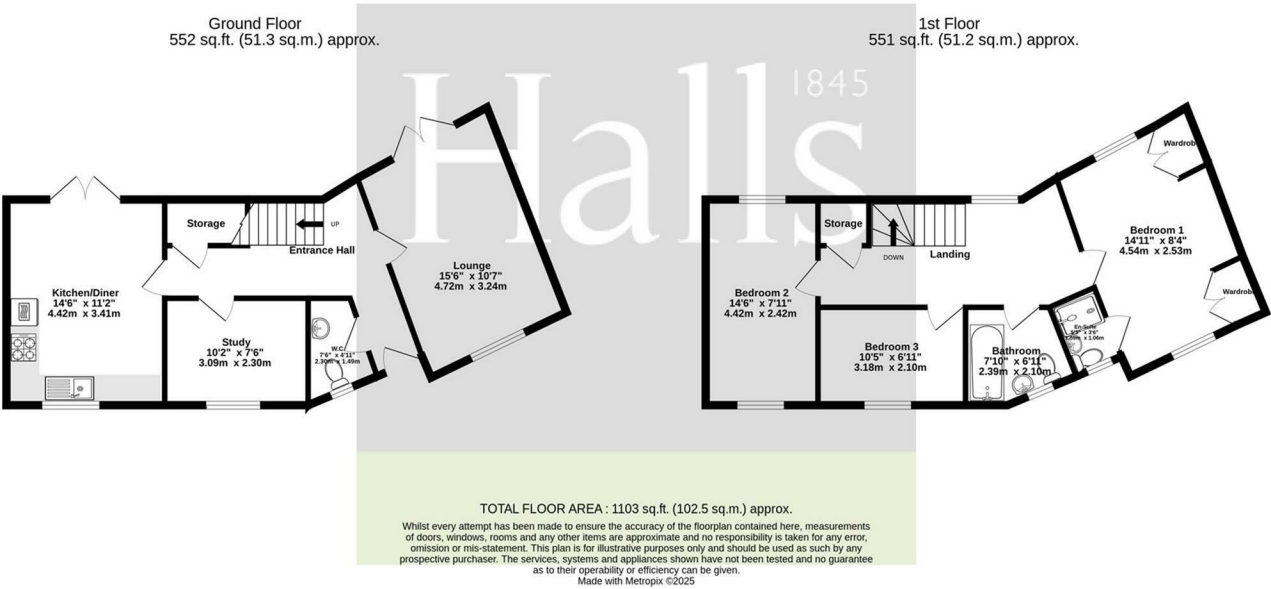 Ground Floor
552 sq.ft. (51.3 sq.m.) approx.
1st Floor
551 sq.ft. (51.2 sq.m.) approx.
1845
Halls
Storage
UP
Entrance Hall
Kitchen/Diner
14'6" x 11'2"
4.42m x 3.41m
Lounge
15'6" x 10'7"
4.72m x 3.24m
Study
10'2" x 7'6"
3.09m x 2.30m
W.C.
7'6" x 4'11"
2.30m x 1.49m
Wardrob
Storage
DOWN
Landing
Bedroom 1
14'11" x 8'4"
4.54m x 2.53m
Bedroom 2
14'6" x 7'11"
4.42m x 2.42m
Wardrob
En-Suite
x 3'6"
x 1.06m
Bedroom 3
10'5" x 6'11"
3.18m x 2.10m
Bathroom
7'10" x 6'11"
2.39m x 2.10m
TOTAL FLOOR AREA : 1103 sq.ft. (102.5 sq.m.) approx.
Whilst every attempt has been made to ensure the accuracy of the floorplan contained here, measurements
of doors, windows, rooms and any other items are approximate and no responsibility is taken for any error,
omission or mis-statement. This plan is for illustrative purposes only and should be used as such by any
prospective purchaser. The services, systems and appliances shown have not been tested and no guarantee
as to their operability or efficiency can be given.
Made with Metropix ©2025